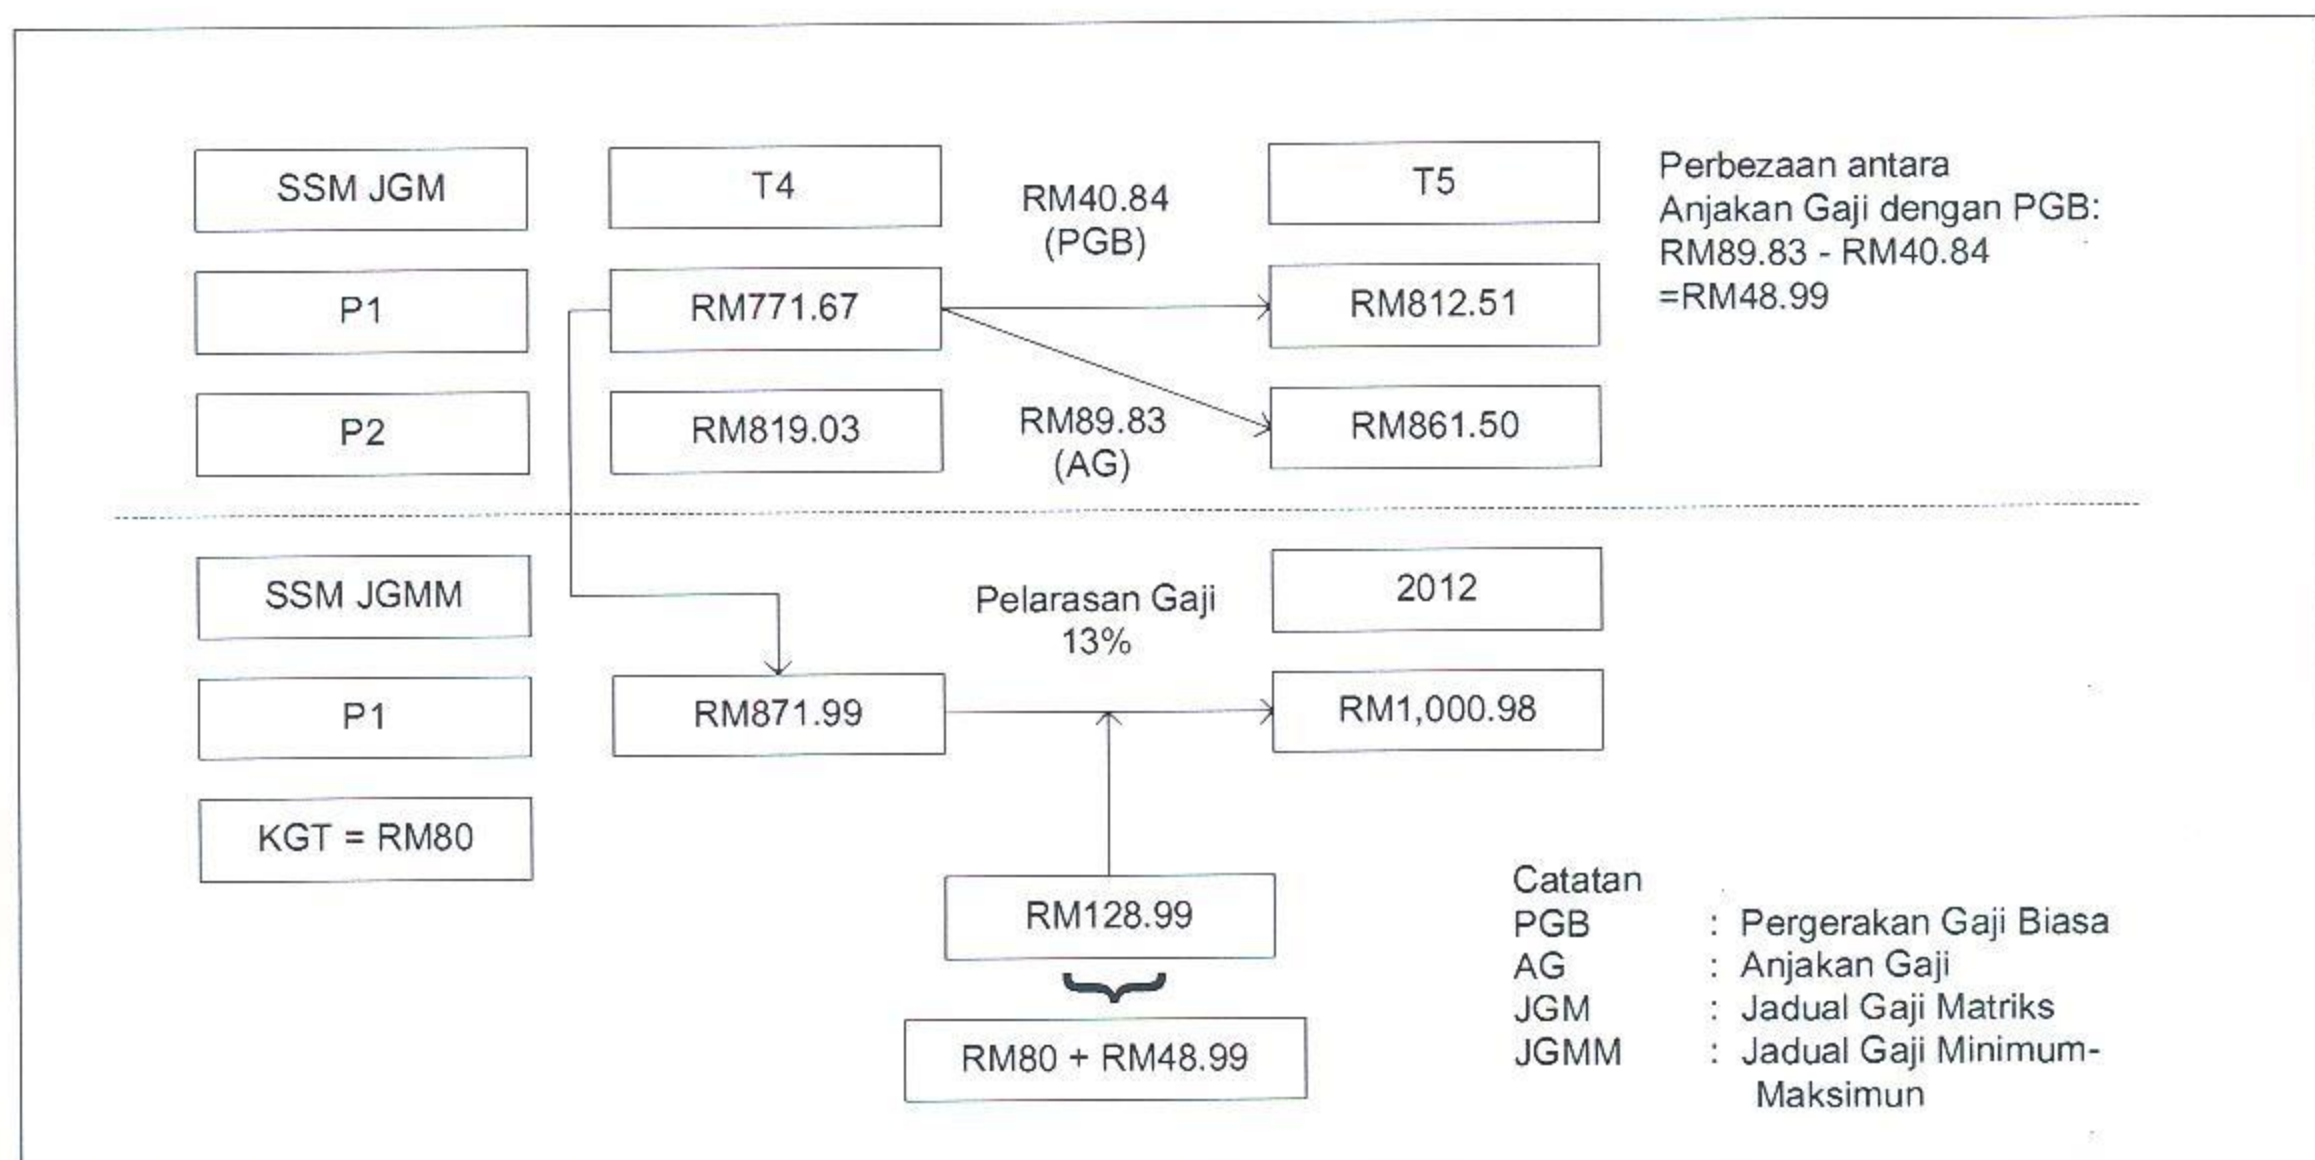 SSM JGM
T4
RM40.84
(PGB)
T5
Perbezaan antara
Anjakan Gaji dengan PGB:
RM89.83 - RM40.84
=RM48.99
P1
RM771.67
RM812.51
P2
RM819.03
RM89.83
(AG)
RM861.50
SSM JGMM
Pelarasan Gaji
13%
2012
P1
RM871.99
RM1,000.98
KGT = RM80
RM128.99
RM80 + RM48.99
Catatan
PGB : Pergerakan Gaji Biasa
AG : Anjakan Gaji
JGM : Jadual Gaji Matriks
JGMM : Jadual Gaji Minimum-
Maksimun